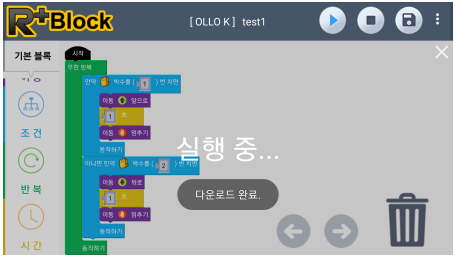 R+Block
[ OLLO K ] test1
기본 블록
시작
무한 반복
만약 박수를 ( 1 ) 번 치면
이동 앞으로
1 초
조건
이동 멈추기
실행 중...
동작하기
아니면 만약 박수를 ( 2 ) 번 치면
반복
이동 뒤로
다운로드 완료.
1 초
이동 멈추기
동작하기
시간
동작하기